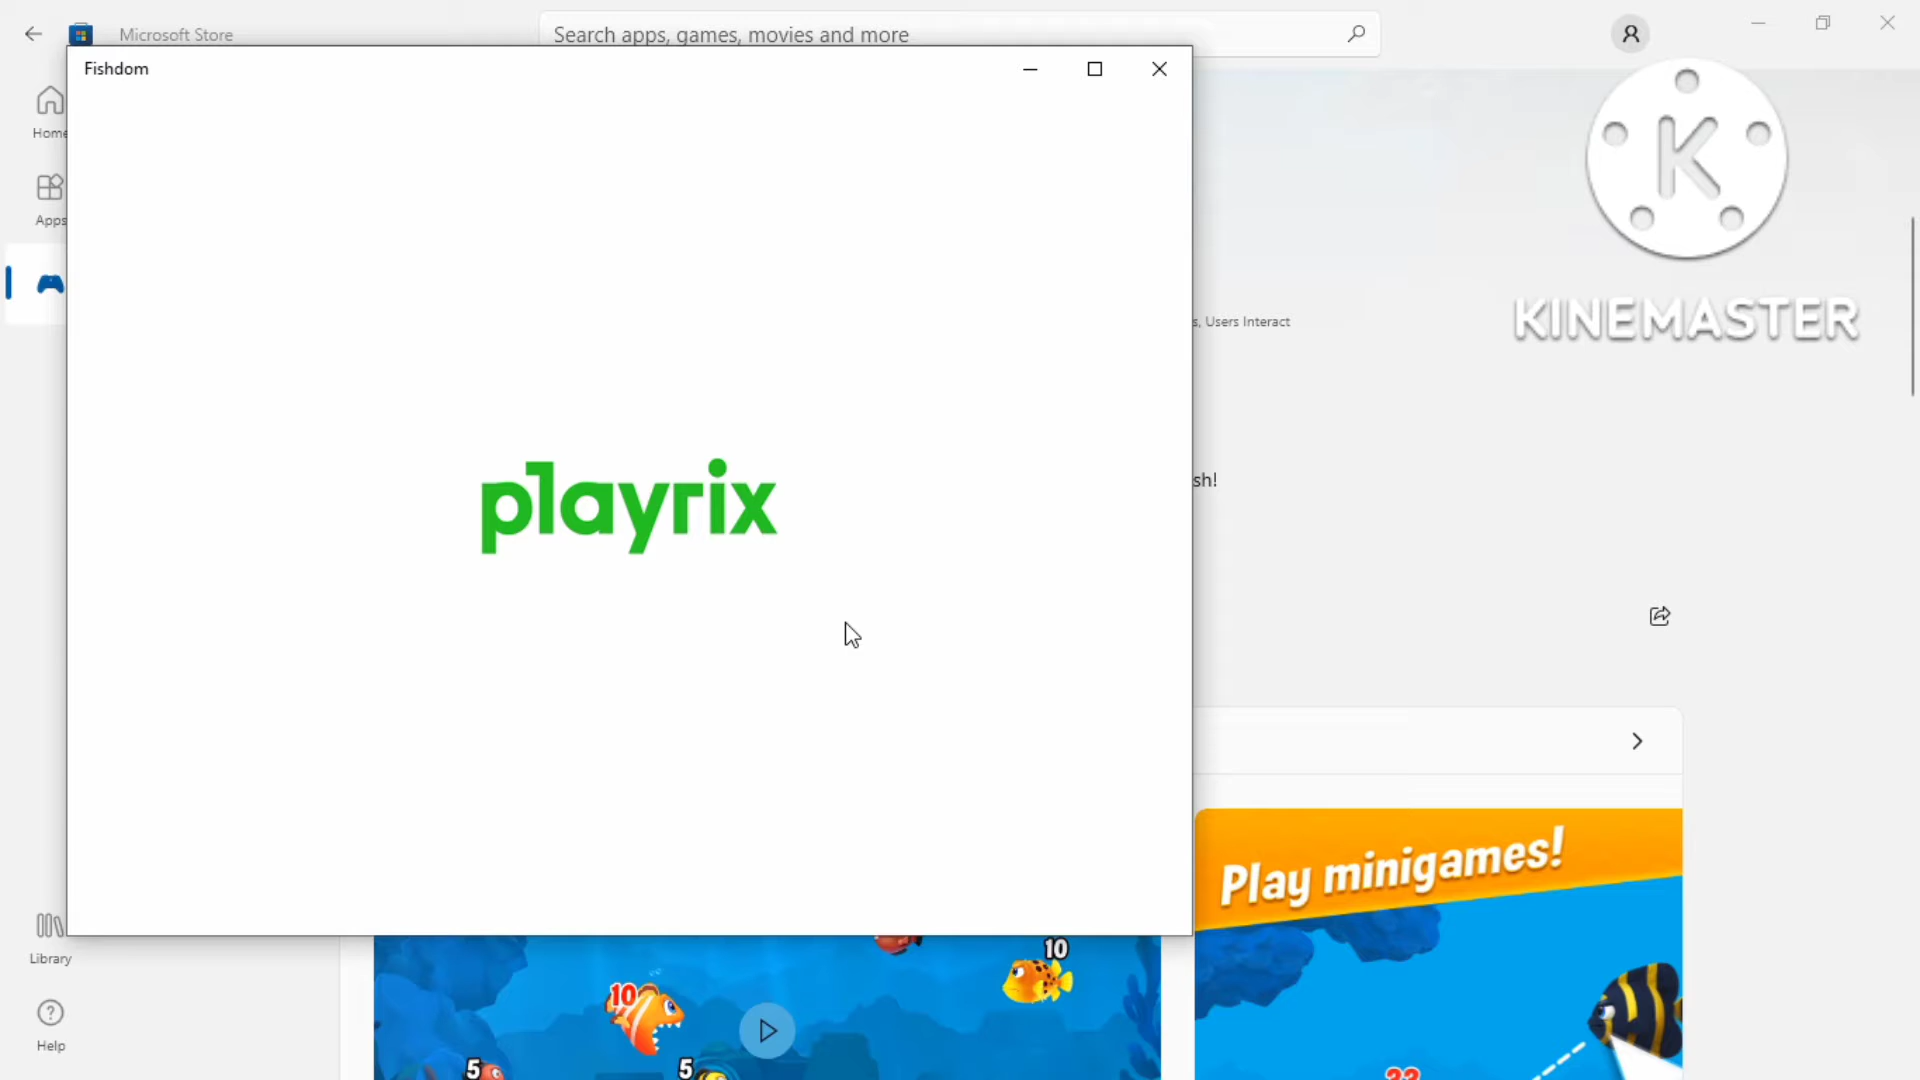 Microsoft Store
Search apps, games, movies and more
Fishdom
Home
Apps
K
KINEMASTER
s, Users Interact
sh!
playrix
Play minigames!
Library
Help
10
10
5
5